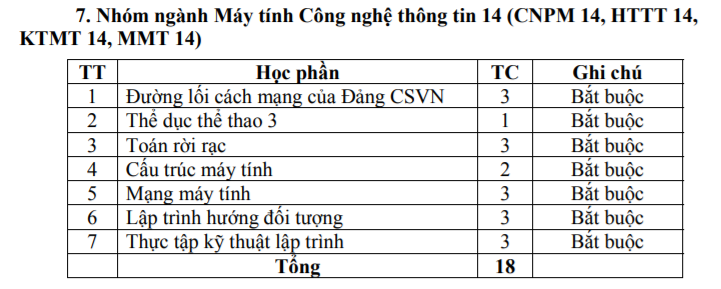 7. Nhóm ngành Máy tính Công nghệ thông tin 14 (CNPM 14, HTTT 14,
KTMT 14, MMT 14)
TT Học phần TC Ghi chú
1 Đường lối cách mạng của Đảng CSVN 3 Bắt buộc
2 Thể dục thể thao 3 1 Bắt buộc
3 Toán rời rạc 3 Bắt buộc
4 Cấu trúc máy tính 2 Bắt buộc
5 Mạng máy tính 3 Bắt buộc
6 Lập trình hướng đối tượng 3 Bắt buộc
7 Thực tập kỹ thuật lập trình 3 Bắt buộc
Tổng 18